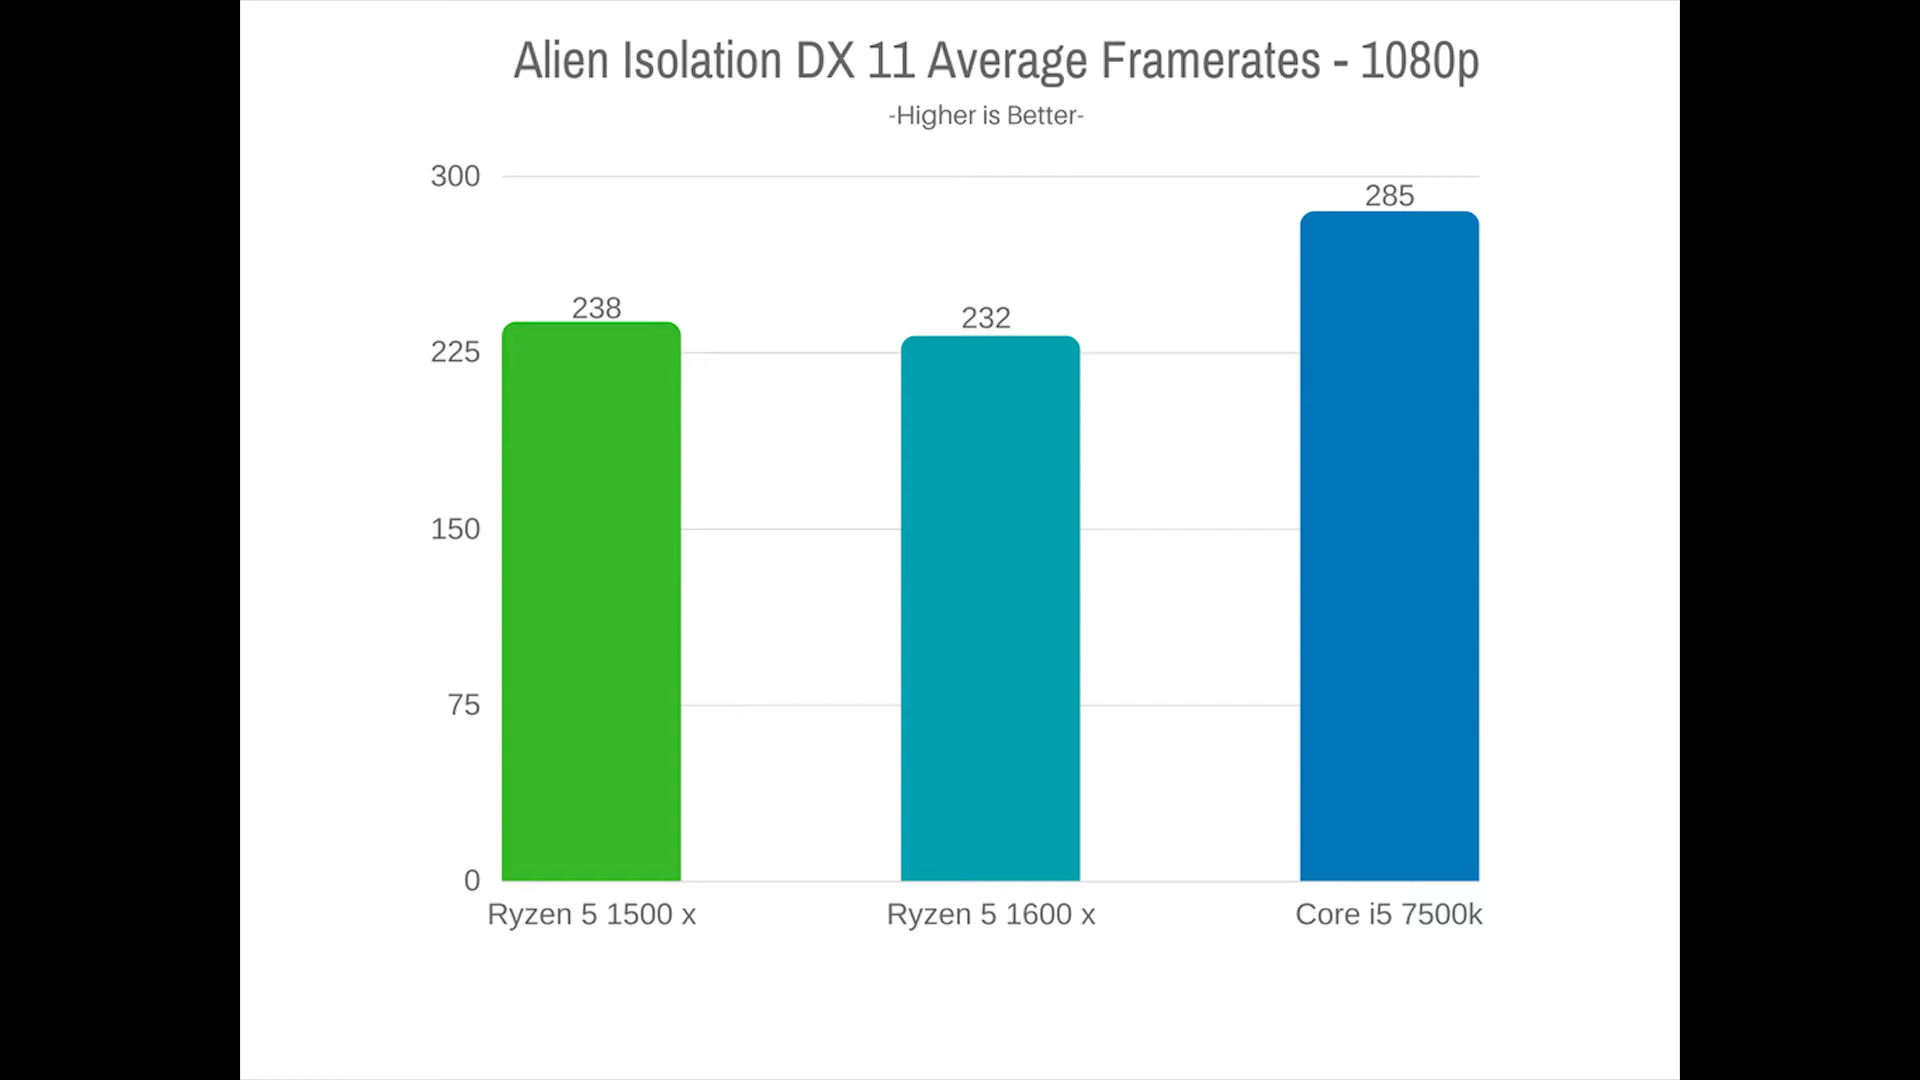 Alien Isolation DX 11 Average Framerates - 1080p
-Higher is Better-
300
285
238
232
225
150
75
0
Ryzen 5 1500 x
Ryzen 5 1600 x
Core i5 7500k